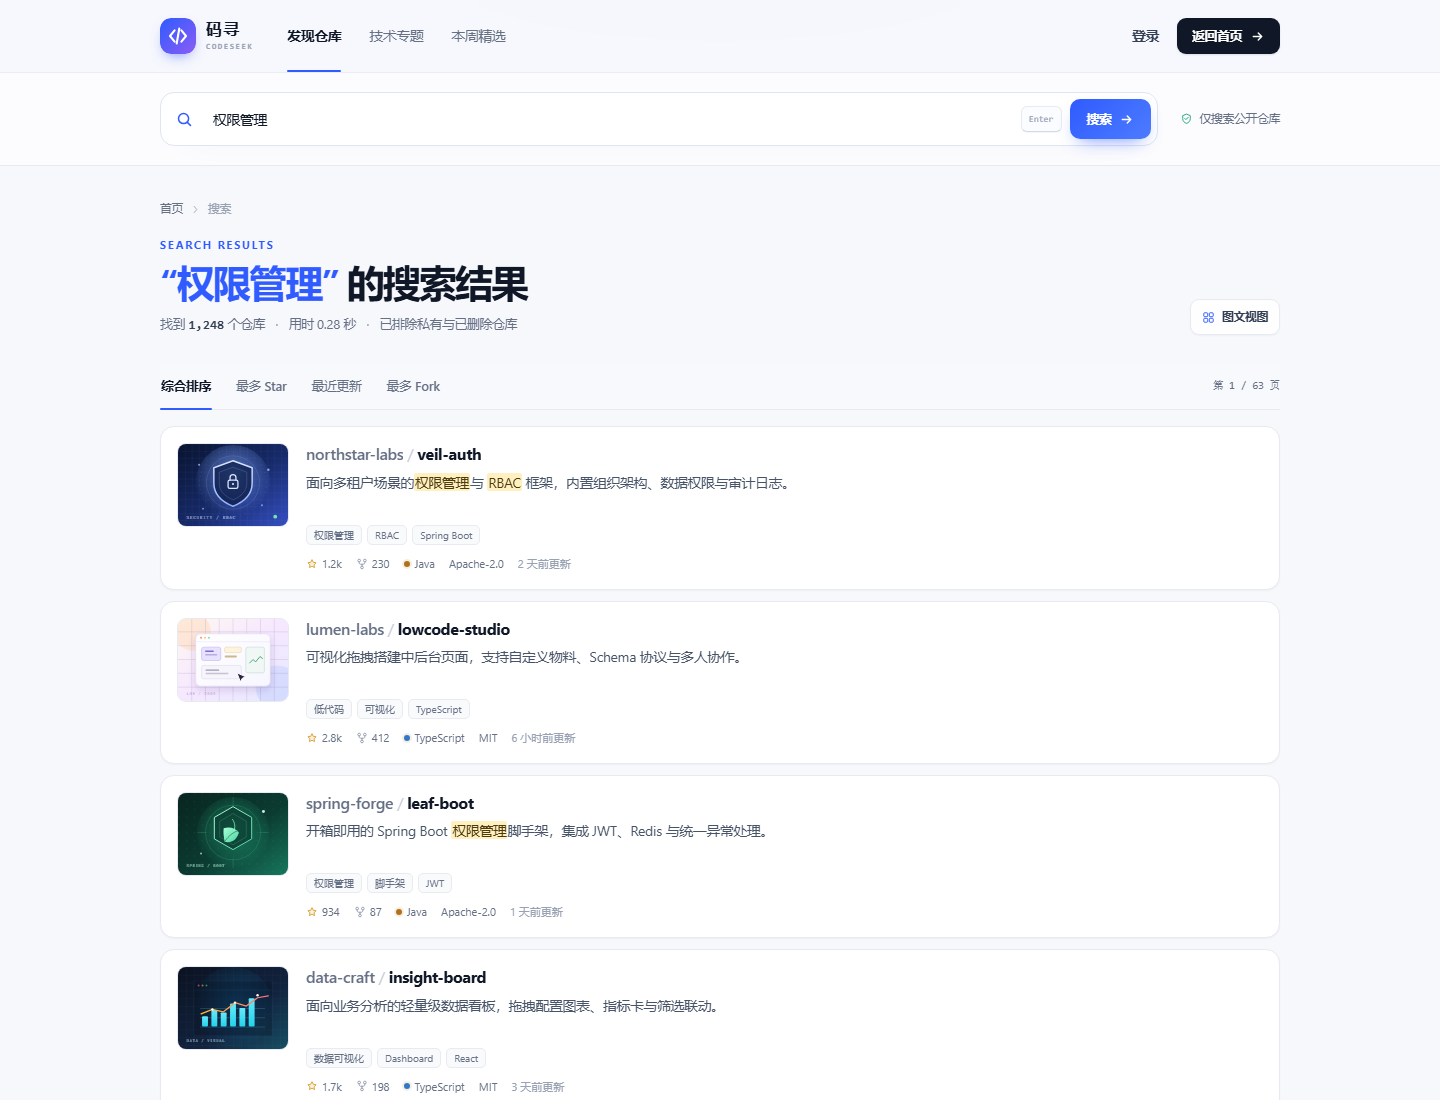 码寻
CODESEEK
发现仓库
技术专题
本周精选
登录
返回首页
权限管理
Enter
搜索
仅搜索公开仓库
首页
搜索
SEARCH RESULTS
“权限管理” 的搜索结果
找到 1,248 个仓库 · 用时 0.28 秒 · 已排除私有与已删除仓库
图文视图
综合排序
最多 Star
最近更新
最多 Fork
第 1 / 63 页
northstar-labs / veil-auth
面向多租户场景的权限管理与 RBAC 框架，内置组织架构、数据权限与审计日志。
SECURITY / RBAC
权限管理
RBAC
Spring Boot
1.2k 230 Java Apache-2.0 2 天前更新
lumen-labs / lowcode-studio
可视化拖拽搭建中后台页面，支持自定义物料、Schema 协议与多人协作。
低代码
可视化
TypeScript
2.8k 412 TypeScript MIT 6 小时前更新
spring-forge / leaf-boot
开箱即用的 Spring Boot 权限管理脚手架，集成 JWT、Redis 与统一异常处理。
SPRING / BOOT
权限管理
脚手架
JWT
934 87 Java Apache-2.0 1 天前更新
data-craft / insight-board
面向业务分析的轻量级数据看板，拖拽配置图表、指标卡与筛选联动。
DATA / VISUAL
数据可视化
Dashboard
React
1.7k 198 TypeScript MIT 3 天前更新